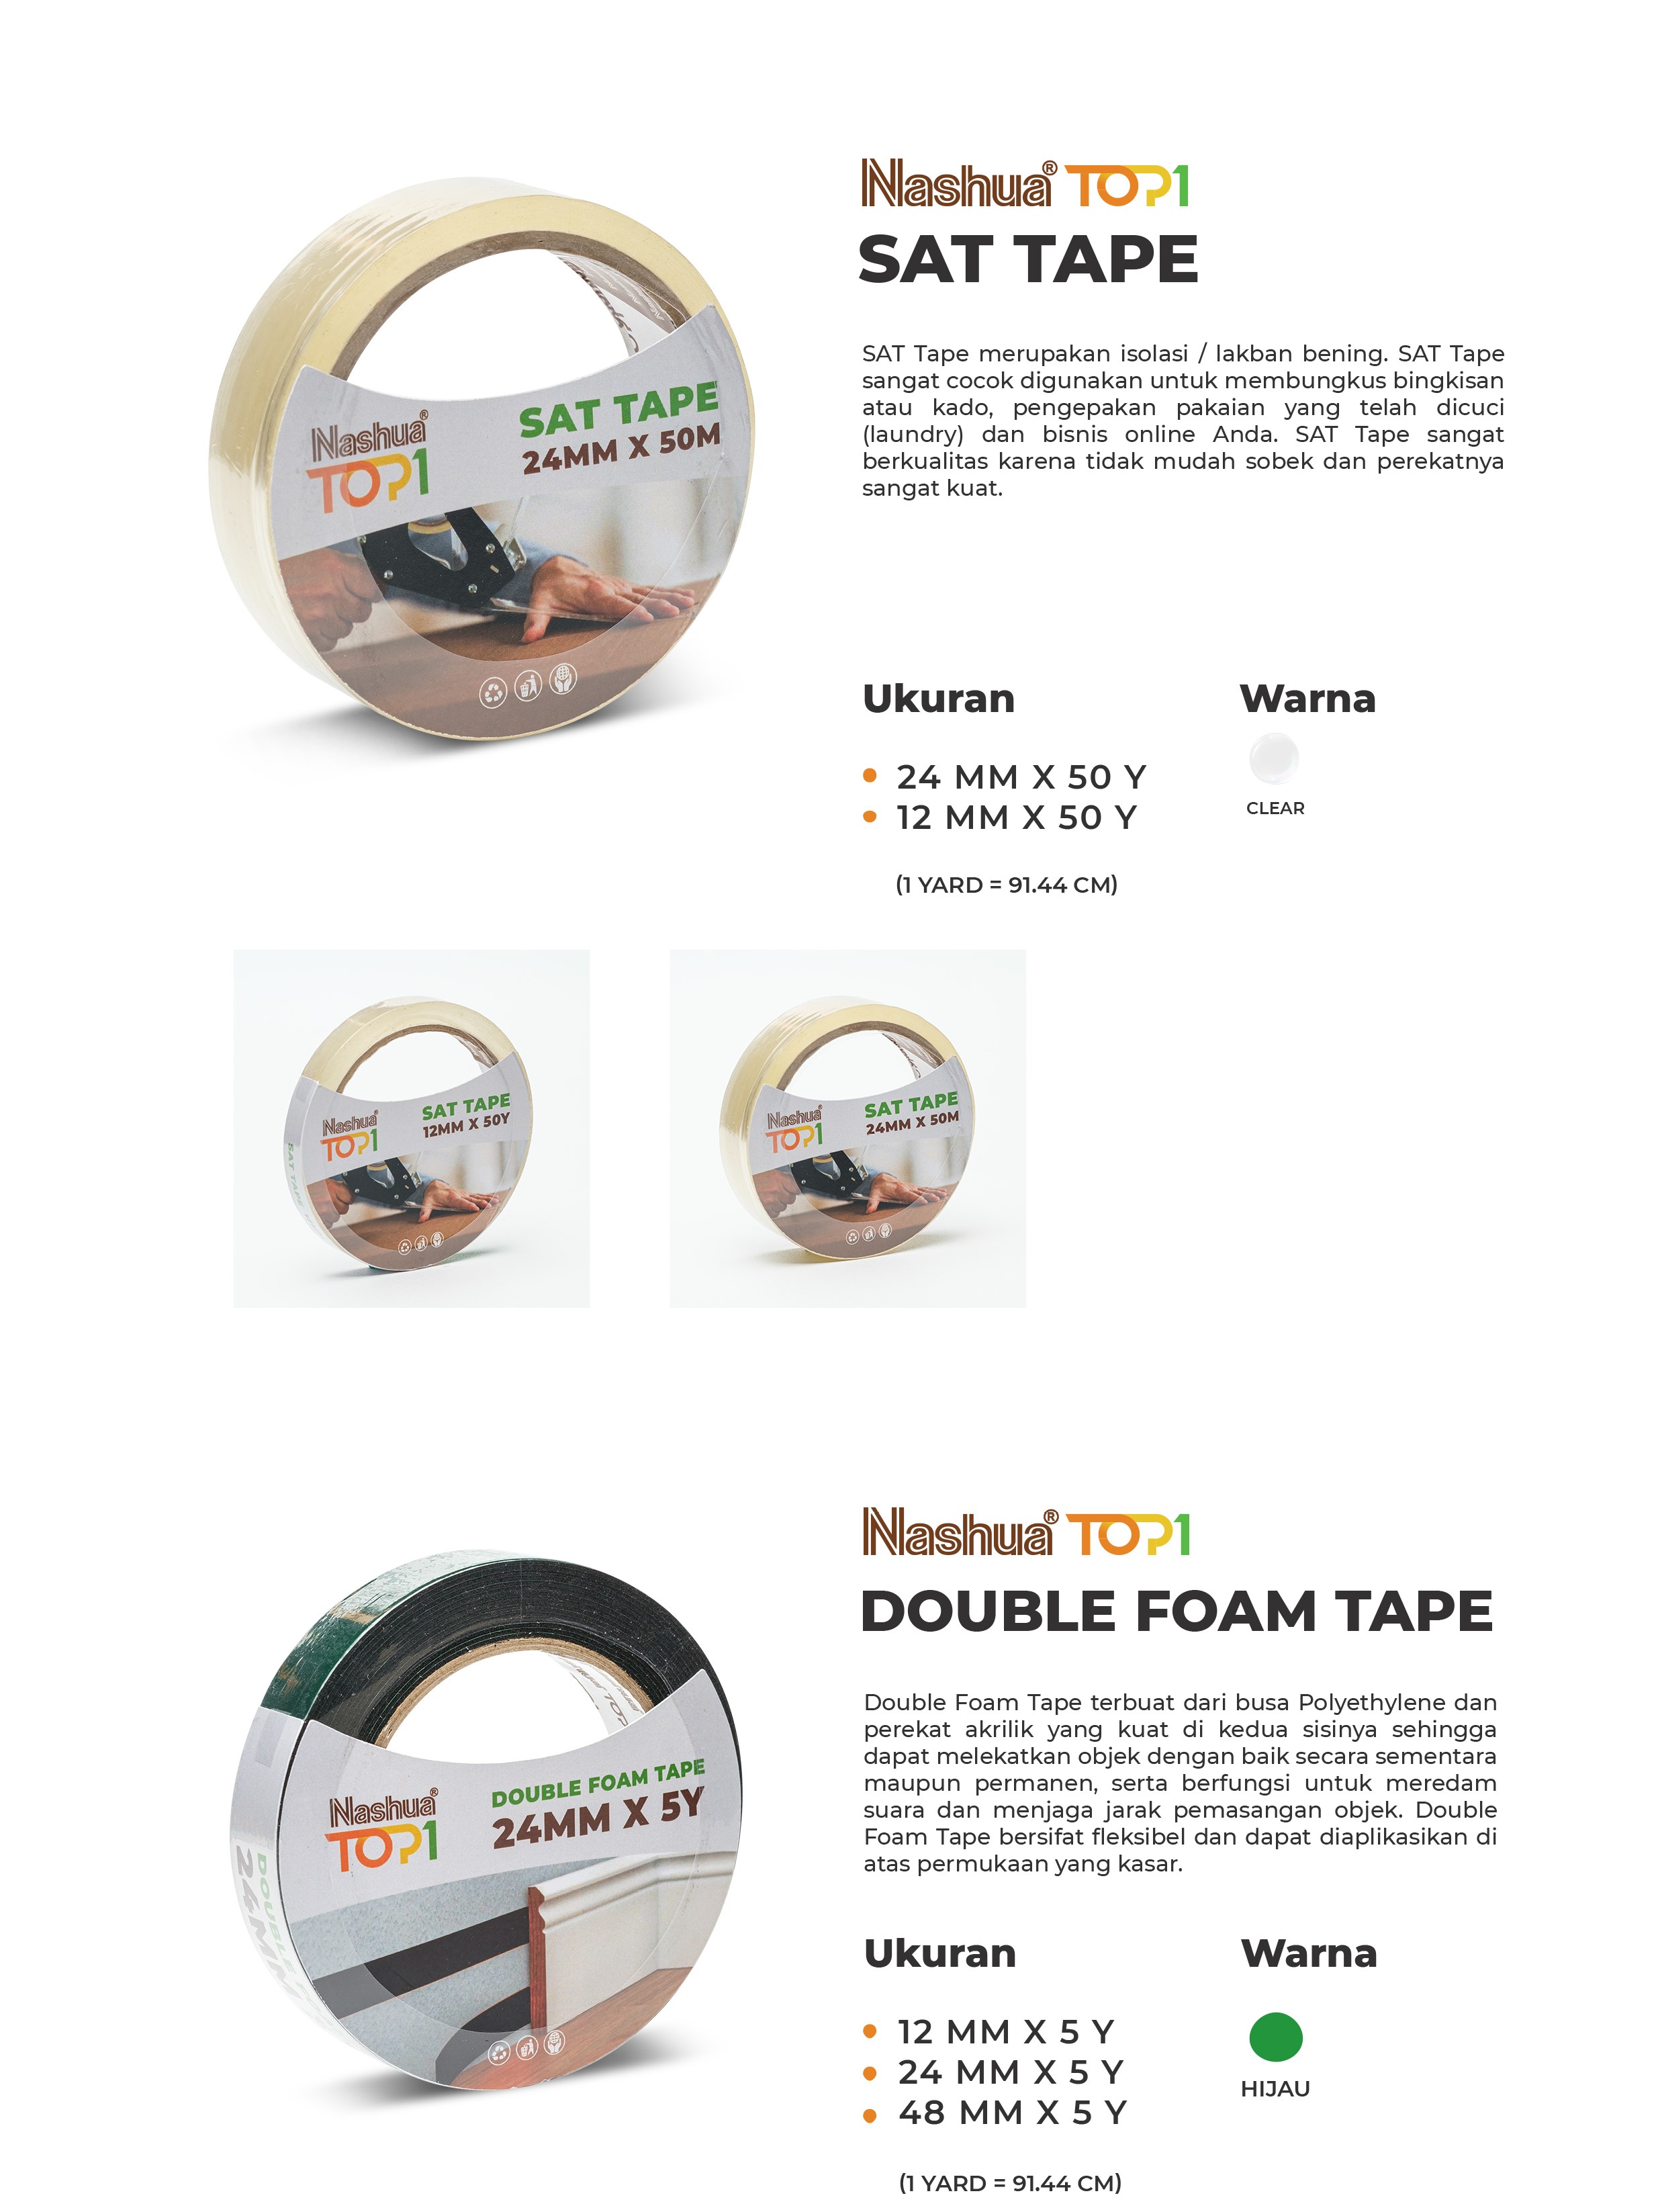 Nashua® TOP1
SAT TAPE
SAT Tape merupakan isolasi / lakban bening. SAT Tape
sangat cocok digunakan untuk membungkus bingkisan
atau kado, pengepakan pakaian yang telah dicuci
(laundry) dan bisnis online Anda. SAT Tape sangat
berkualitas karena tidak mudah sobek dan perekatnya
sangat kuat.
Nashua®
TOP1
SAT TAPE
24MM X 50M
Ukuran
24 MM X 50 Y
12 MM X 50 Y
(1 YARD = 91.44 CM)
Warna
CLEAR
Nashua®
TOP1
SAT TAPE
12MM X 50Y
SAT TAPE
Nashua®
TOP1
SAT TAPE
24MM X 50M
Nashua® TOP1
DOUBLE FOAM TAPE
Double Foam Tape terbuat dari busa Polyethylene dan
perekat akrilik yang kuat di kedua sisinya sehingga
dapat melekatkan objek dengan baik secara sementara
maupun permanen, serta berfungsi untuk meredam
suara dan menjaga jarak pemasangan objek. Double
Foam Tape bersifat fleksibel dan dapat diaplikasikan di
atas permukaan yang kasar.
Nashua®
TOP1
DOUBLE FOAM TAPE
24MM X 5Y
DOUBLE
24MM
Ukuran
12 MM X 5 Y
24 MM X 5 Y
48 MM X 5 Y
(1 YARD = 91.44 CM)
Warna
HIJAU